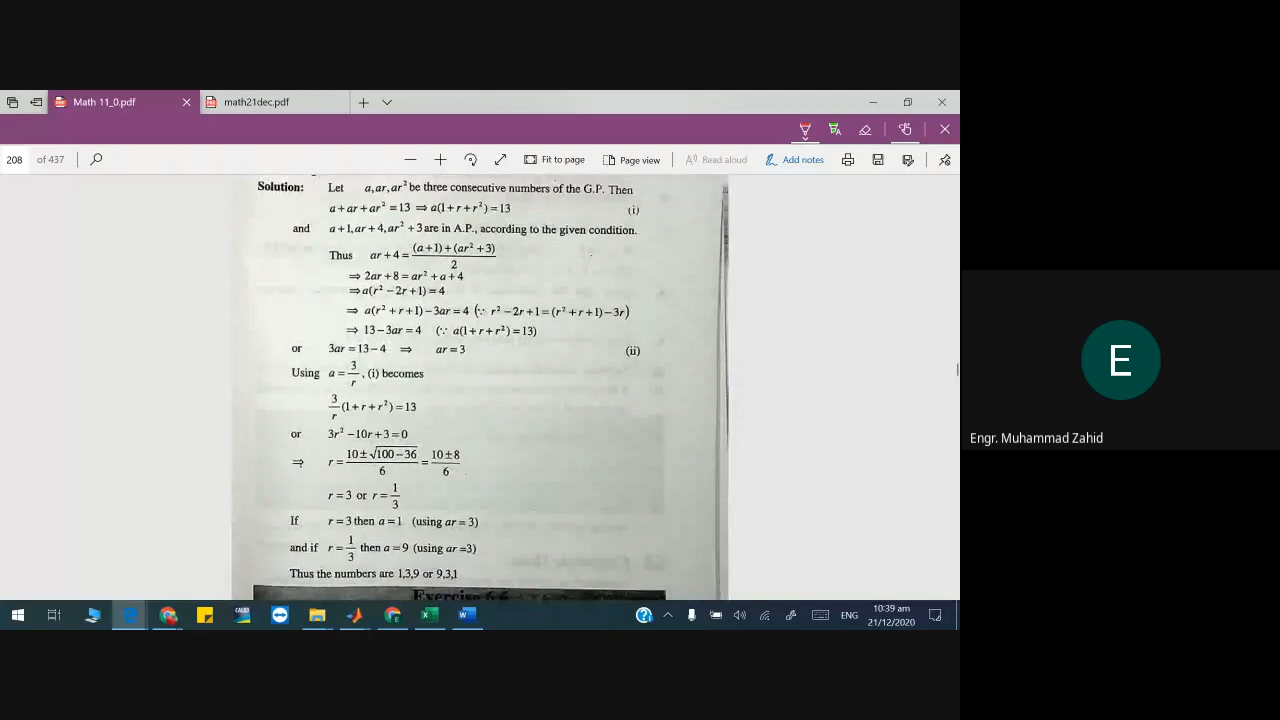 Math 11_0.pdf
math21dec.pdf
208 of 437
Fit to page
Page view
Read aloud
Add notes
Solution: Let a, ar, ar² be three consecutive numbers of the G.P. Then
a + ar + ar² = 13 ⇒ a(1 + r + r²) = 13 (i)
and a + 1, ar + 4, ar² + 3 are in A.P., according to the given condition.
Thus ar + 4 = (a + 1) + (ar² + 3) / 2
⇒ 2ar + 8 = ar² + a + 4
⇒ a(r² − 2r + 1) = 4
⇒ a(r² + r + 1) − 3ar = 4 (∵ r² − 2r + 1 = (r² + r + 1) − 3r)
⇒ 13 − 3ar = 4 (∵ a(1 + r + r²) = 13)
or 3ar = 13 − 4 ⇒ ar = 3 (ii)
Using a = 3/r, (i) becomes
3/r (1 + r + r²) = 13
or 3r² − 10r + 3 = 0
⇒ r = 10 ± √100 − 36 / 6 = 10 ± 8 / 6
r = 3 or r = 1/3
If r = 3 then a = 1 (using ar = 3)
and if r = 1/3 then a = 9 (using ar = 3)
Thus the numbers are 1,3,9 or 9,3,1
Exercise 6.6
ENG
10:39 am
21/12/2020
E
Engr. Muhammad Zahid